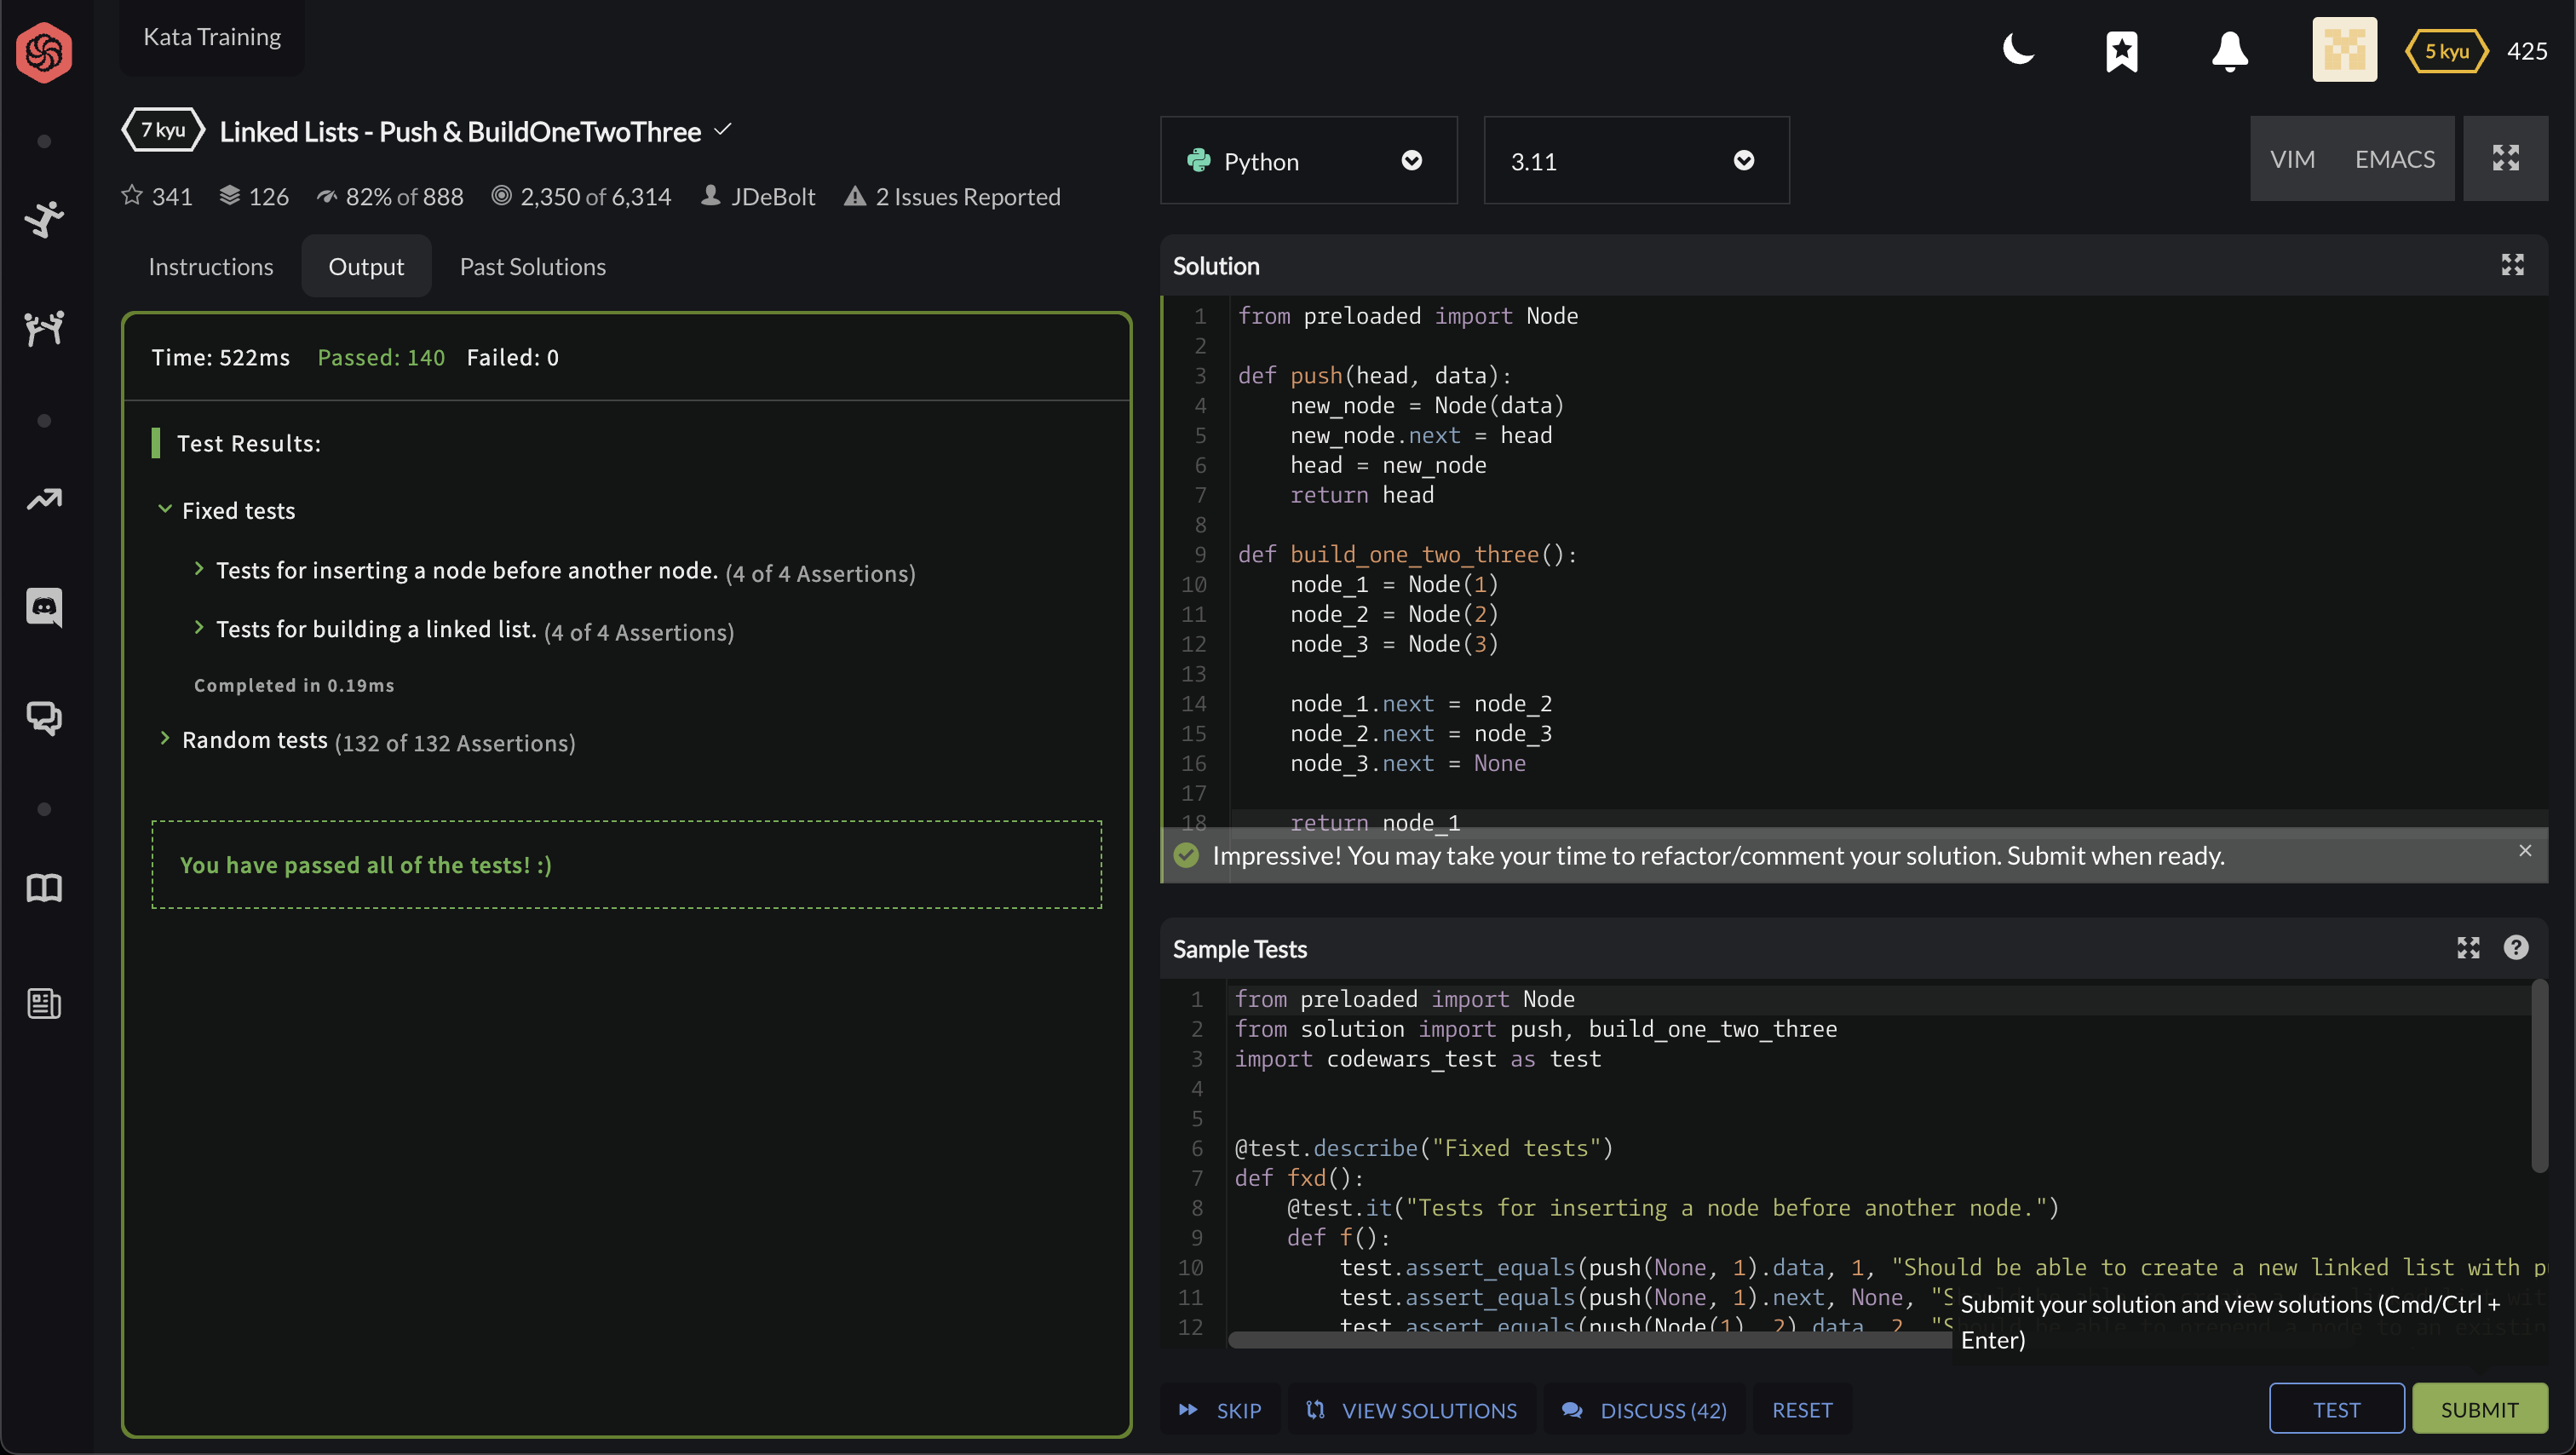 Kata Training
5 kyu 425
7 kyu Linked Lists - Push & BuildOneTwoThree
341 126 82% of 888 2,350 of 6,314 JDeBolt 2 Issues Reported
Instructions Output Past Solutions
Time: 522ms Passed: 140 Failed: 0
Test Results:
Fixed tests
Tests for inserting a node before another node. (4 of 4 Assertions)
Tests for building a linked list. (4 of 4 Assertions)
Completed in 0.19ms
Random tests (132 of 132 Assertions)
You have passed all of the tests! :)
Python 3.11 VIM EMACS
Solution
1 from preloaded import Node
2
3 def push(head, data):
4     new_node = Node(data)
5     new_node.next = head
6     head = new_node
7     return head
8
9 def build_one_two_three():
10     node_1 = Node(1)
11     node_2 = Node(2)
12     node_3 = Node(3)
13
14     node_1.next = node_2
15     node_2.next = node_3
16     node_3.next = None
17
18     return node_1
Impressive! You may take your time to refactor/comment your solution. Submit when ready.
Sample Tests
1 from preloaded import Node
2 from solution import push, build_one_two_three
3 import codewars_test as test
4
5
6 @test.describe("Fixed tests")
7 def fxd():
8     @test.it("Tests for inserting a node before another node.")
9     def f():
10         test.assert_equals(push(None, 1).data, 1, "Should be able to create a new linked list with
11         test.assert_equals(push(None, 1).next, None, "S
12         test.assert_equals(push(Node(1), 2).data, 2, "Should be able to prepend a node to an
Submit your solution and view solutions (Cmd/Ctrl +
Enter)
SKIP VIEW SOLUTIONS DISCUSS (42) RESET TEST SUBMIT